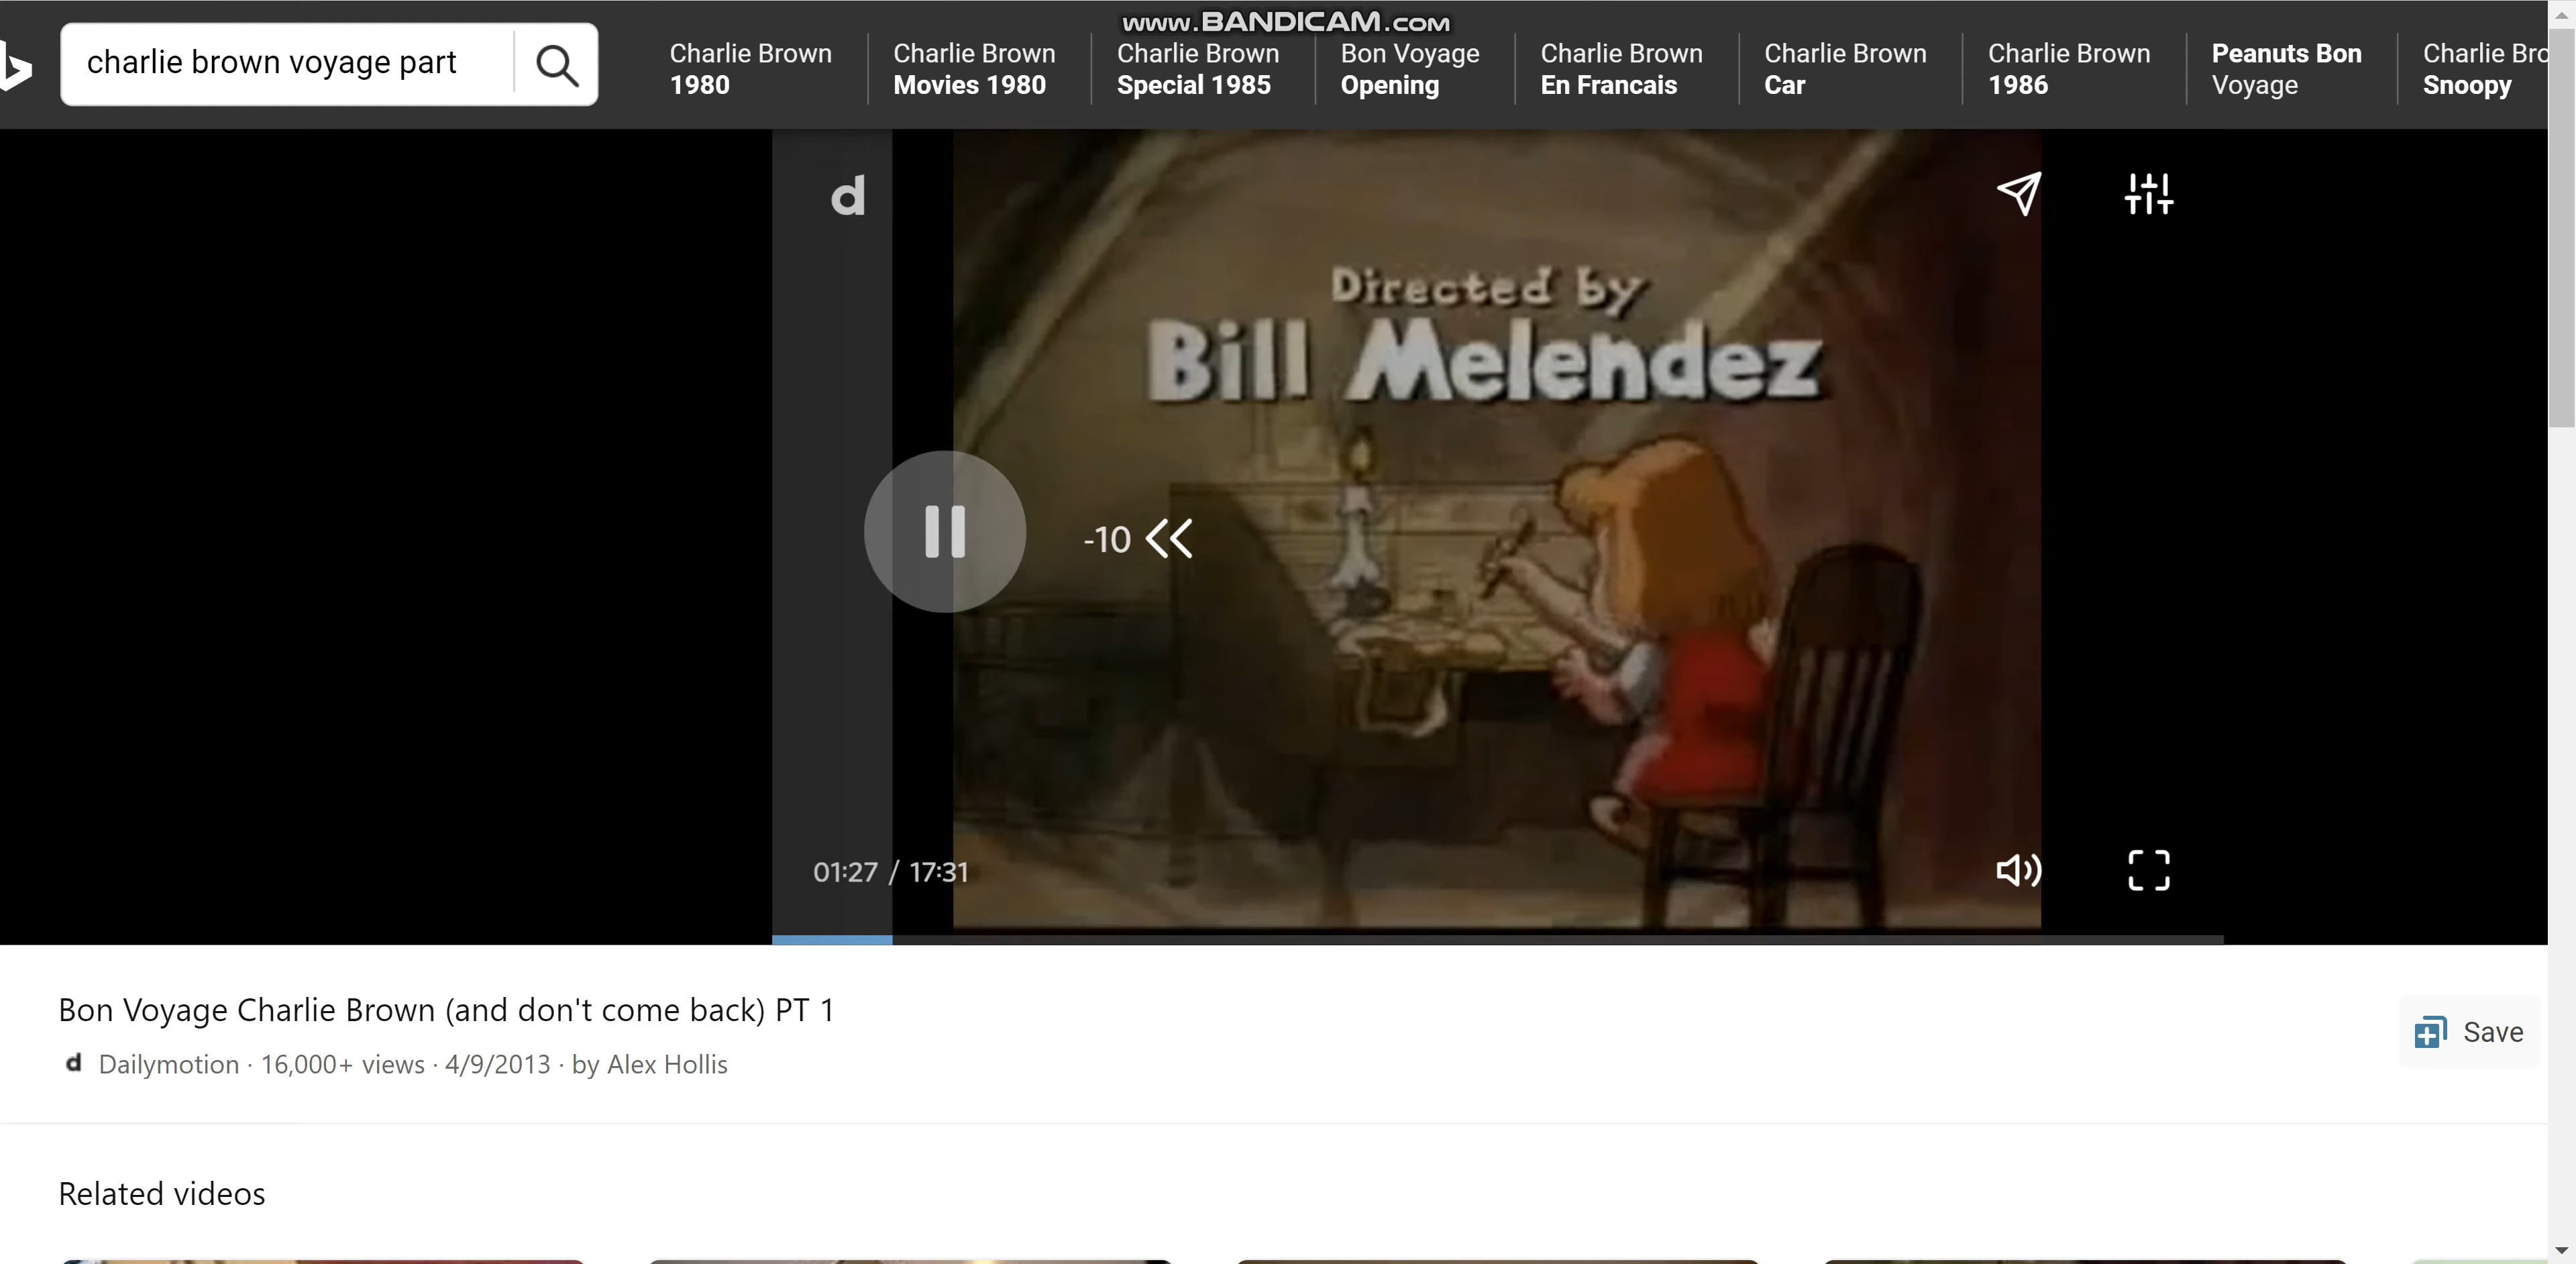 www.BANDICAM.com
charlie brown voyage part
Charlie Brown
1980
Charlie Brown
Movies 1980
Charlie Brown
Special 1985
Bon Voyage
Opening
Charlie Brown
En Francais
Charlie Brown
Car
Charlie Brown
1986
Peanuts Bon
Voyage
Charlie Bro
Snoopy
d
Directed by
Bill Melendez
-10
01:27 / 17:31
Bon Voyage Charlie Brown (and don't come back) PT 1
Save
d Dailymotion · 16,000+ views · 4/9/2013 · by Alex Hollis
Related videos